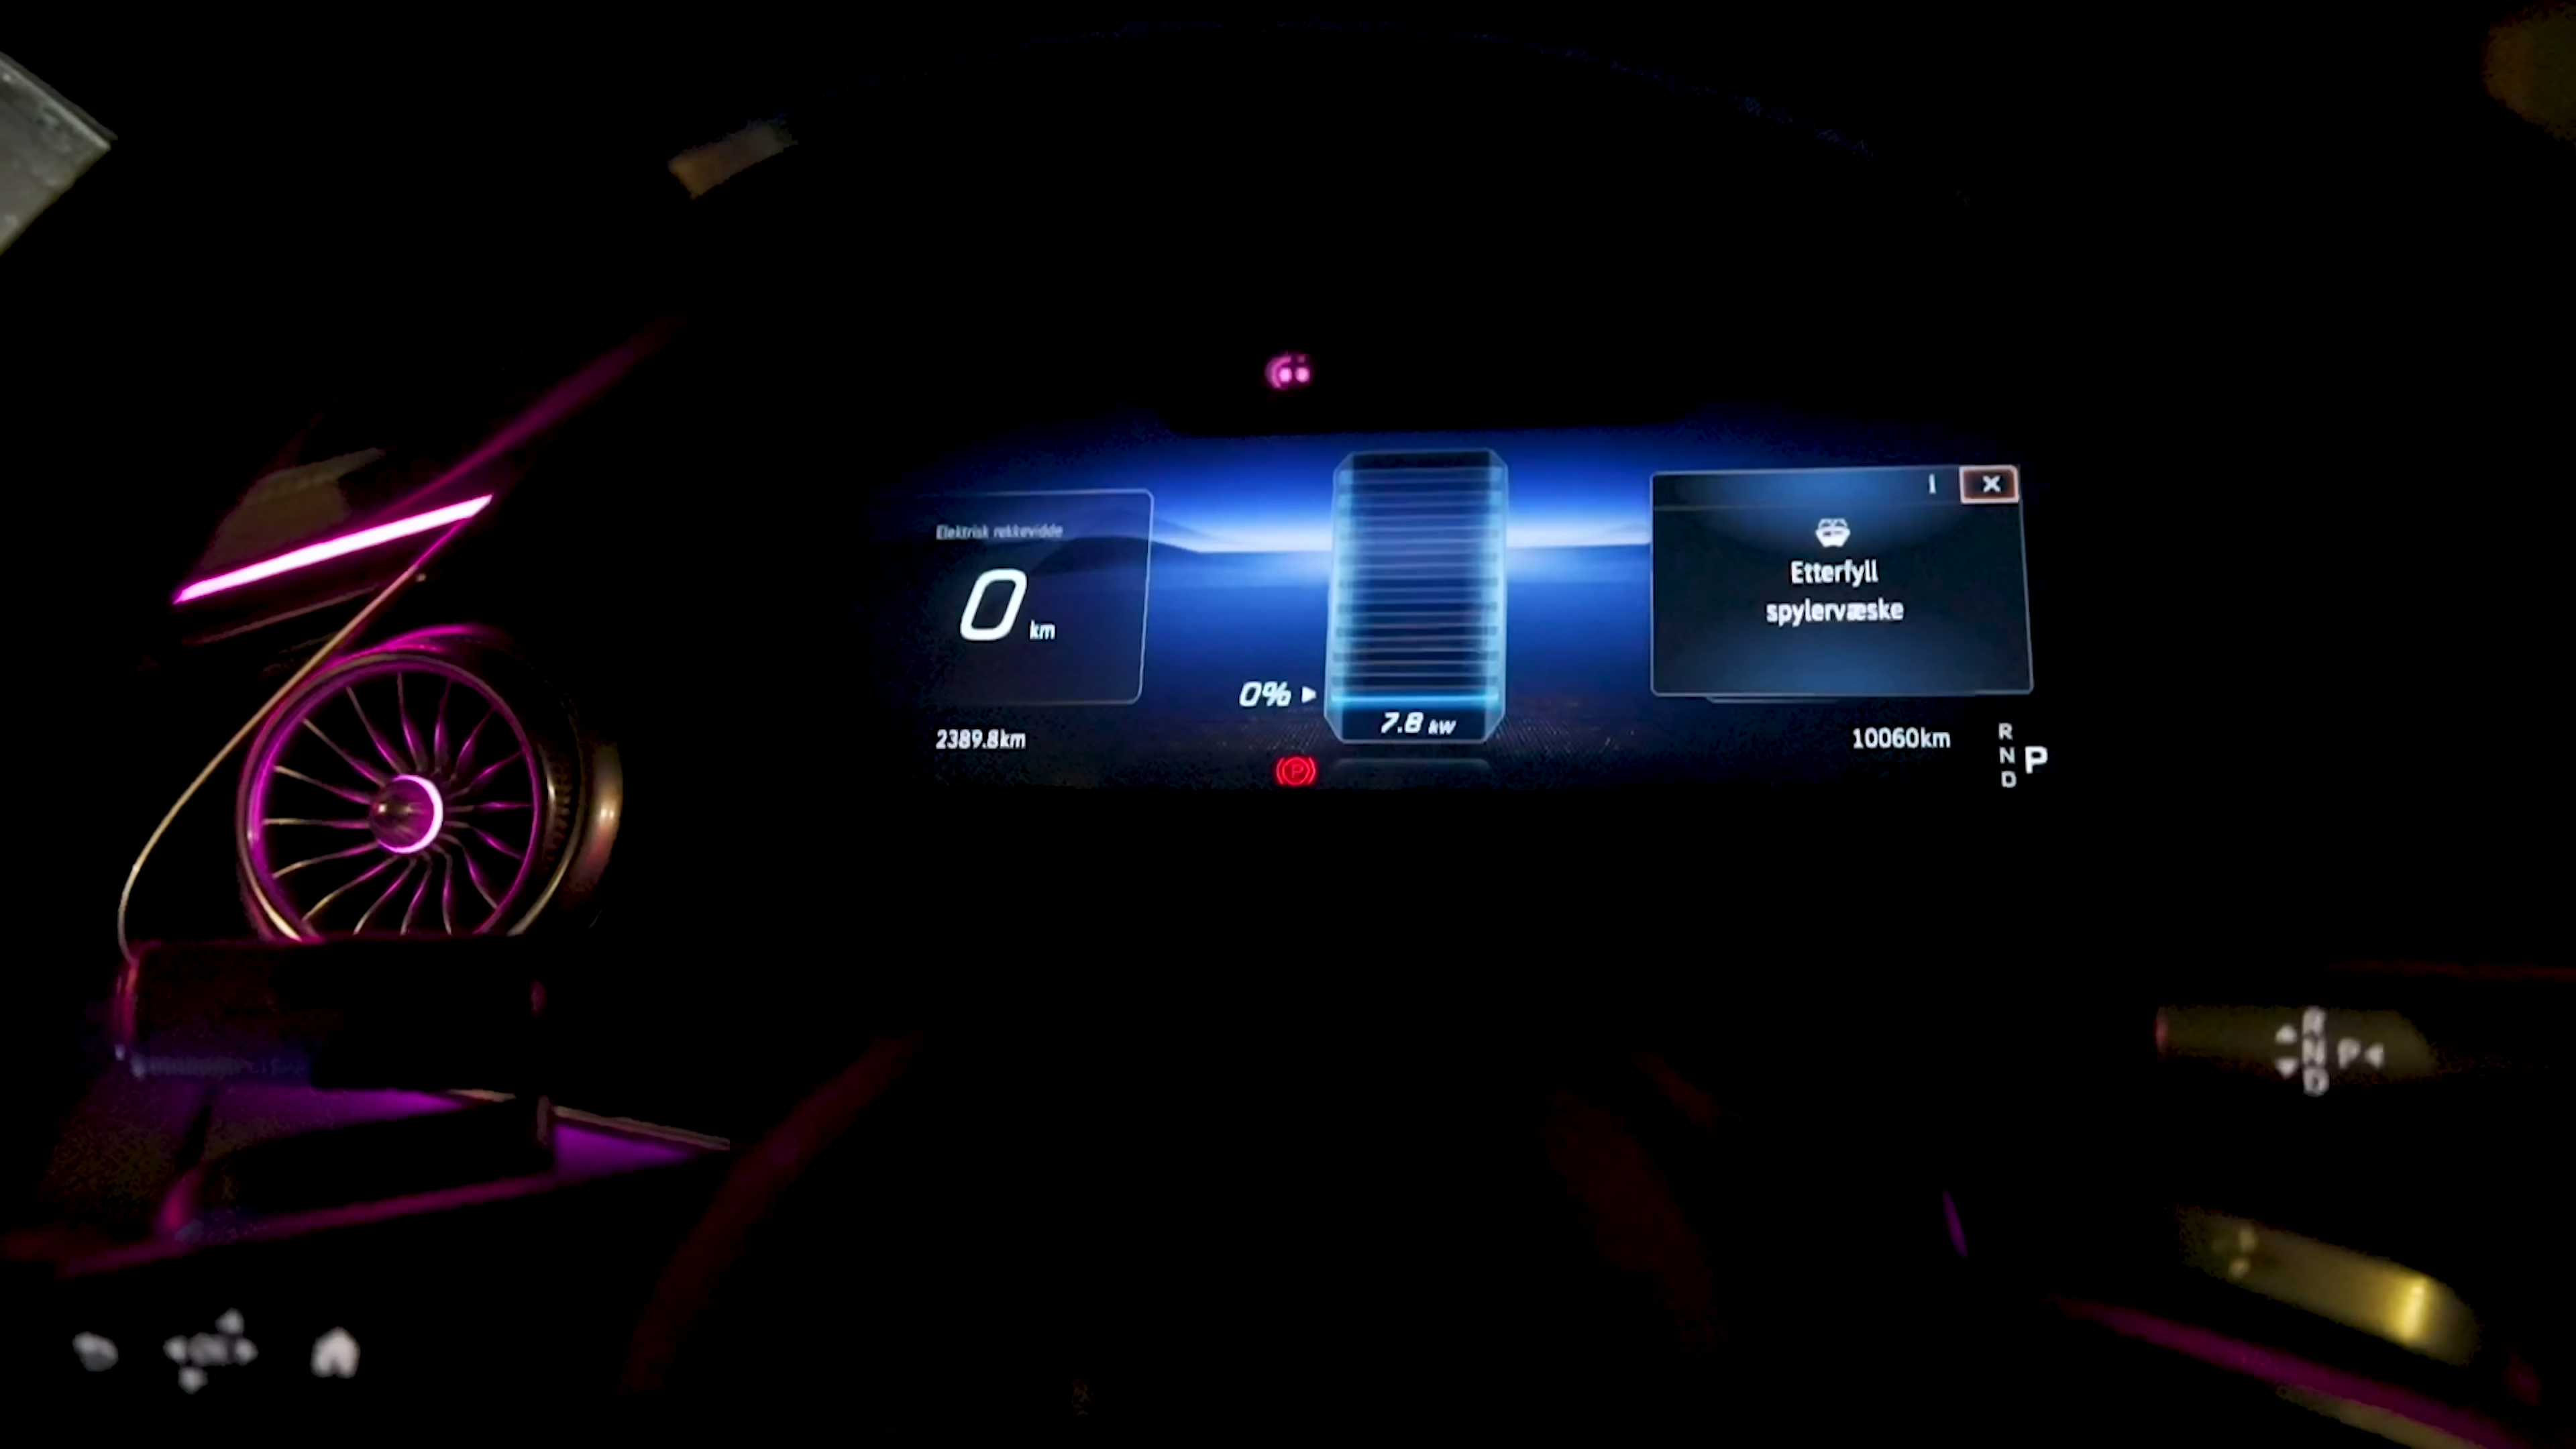 Elektrisk rekkevidde
0 km
2389.8km
0%
7.8 kW
P
i
Etterfyll
spylervæske
10060km
R
N P
D
R
N P
D